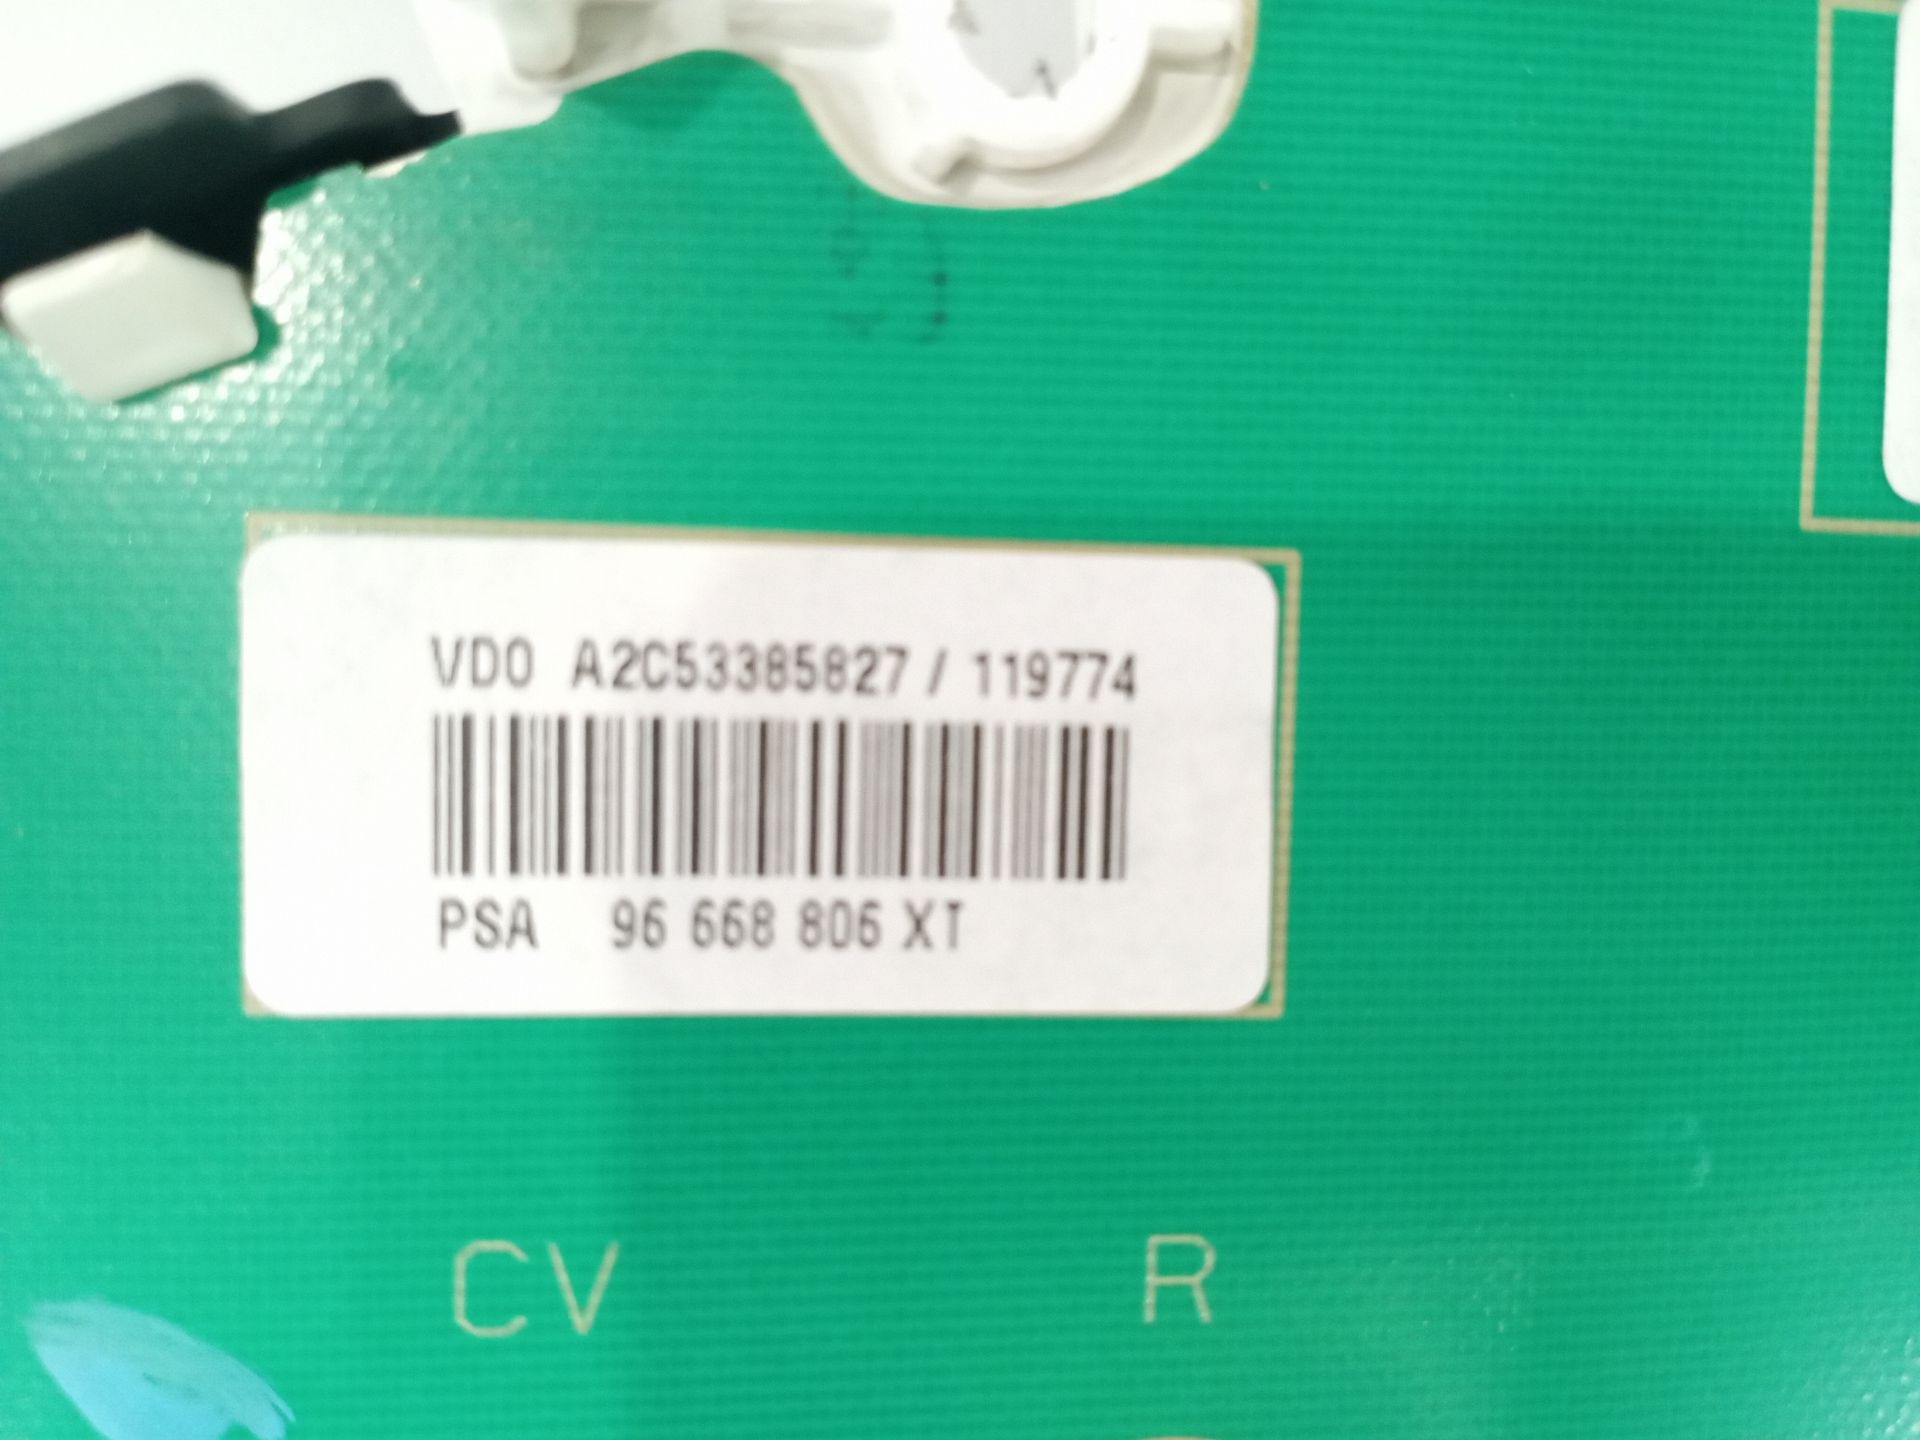 VDO A2C53385827 / 119774
PSA 96 668 806 XT
CV R